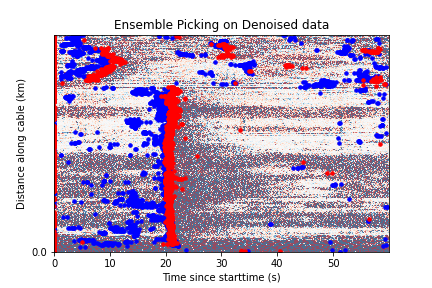 Ensemble Picking on Denoised data
Distance along cable (km)
0.0
0 10 20 30 40 50
Time since starttime (s)